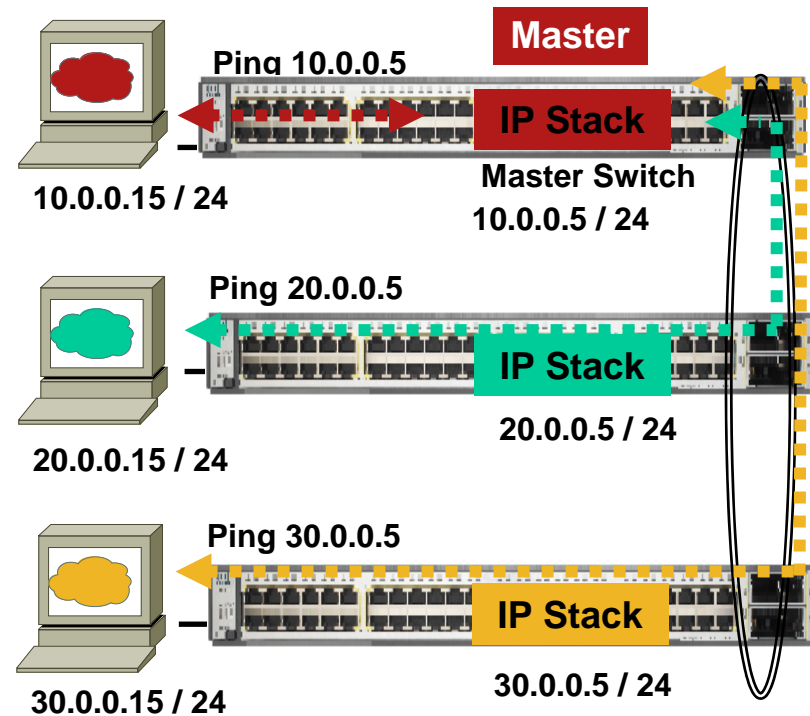 Master
Ping 10.0.0.5
IP Stack
Master Switch
10.0.0.15 / 24
10.0.0.5 / 24
Ping 20.0.0.5
IP Stack
20.0.0.5 / 24
20.0.0.15 / 24
Ping 30.0.0.5
IP Stack
30.0.0.5 / 24
30.0.0.15 / 24